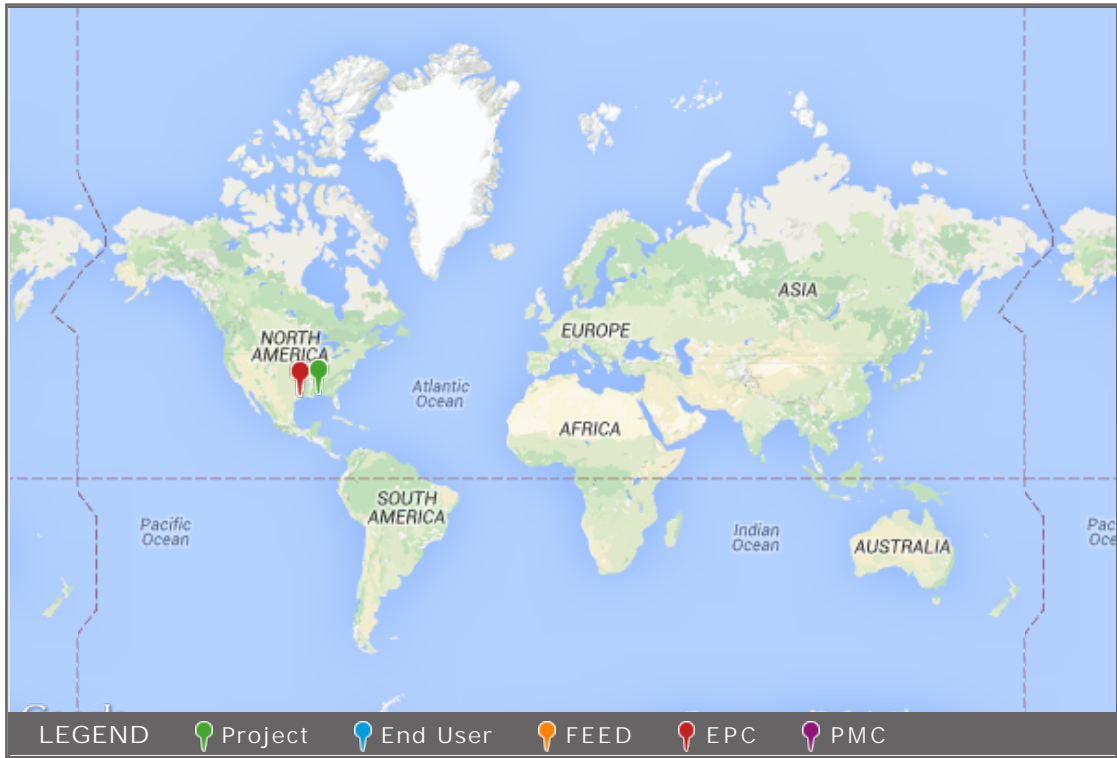 ASIA
NORTH
AMERICA
EUROPE
Atlantic
Ocean
AFRICA
SOUTH
AMERICA
Pacific
Ocean
Indian
Ocean
AUSTRALIA
LEGEND Project End User FEED EPC PMC